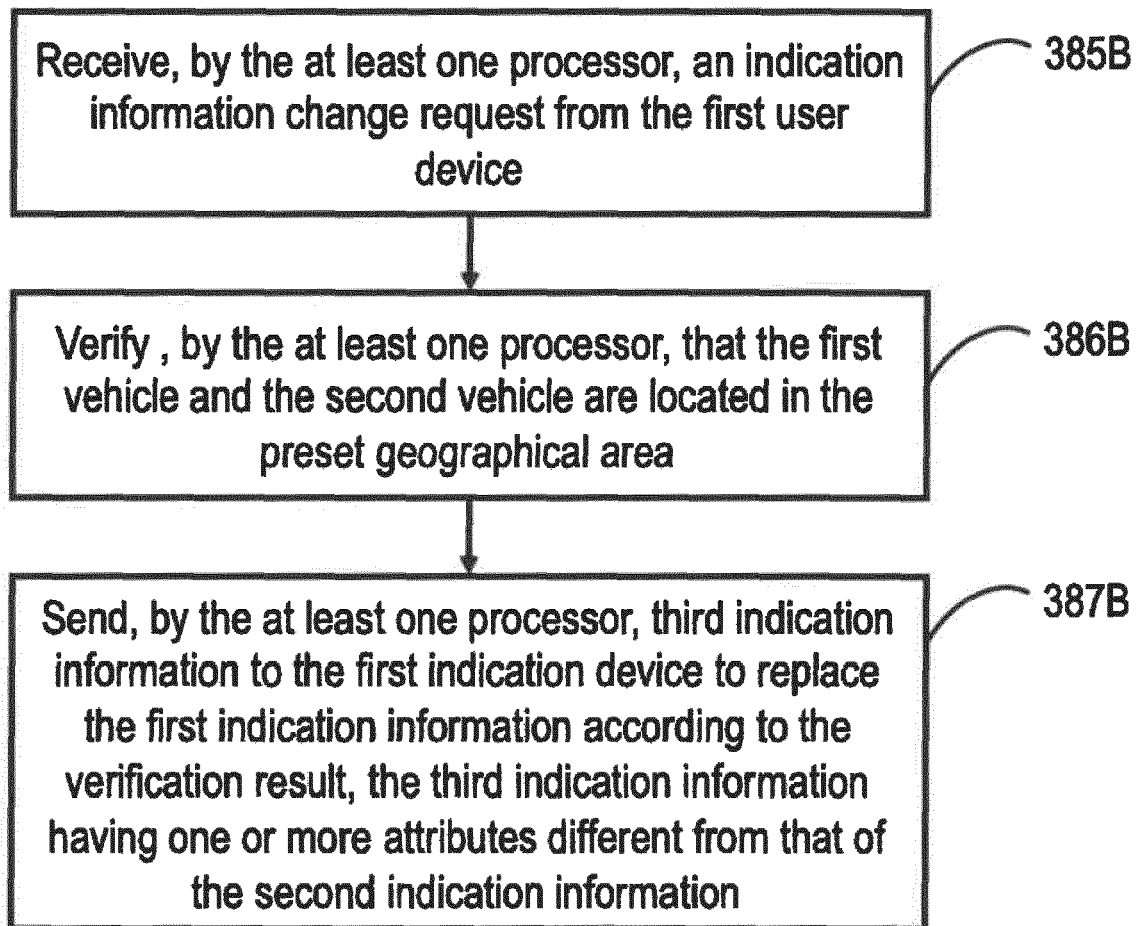 Receive, by the at least one processor, an indication
information change request from the first user
device
385B
Verify , by the at least one processor, that the first
vehicle and the second vehicle are located in the
preset geographical area
386B
Send, by the at least one processor, third indication
information to the first indication device to replace
the first indication information according to the
verification result, the third indication information
having one or more attributes different from that of
the second indication information
387B